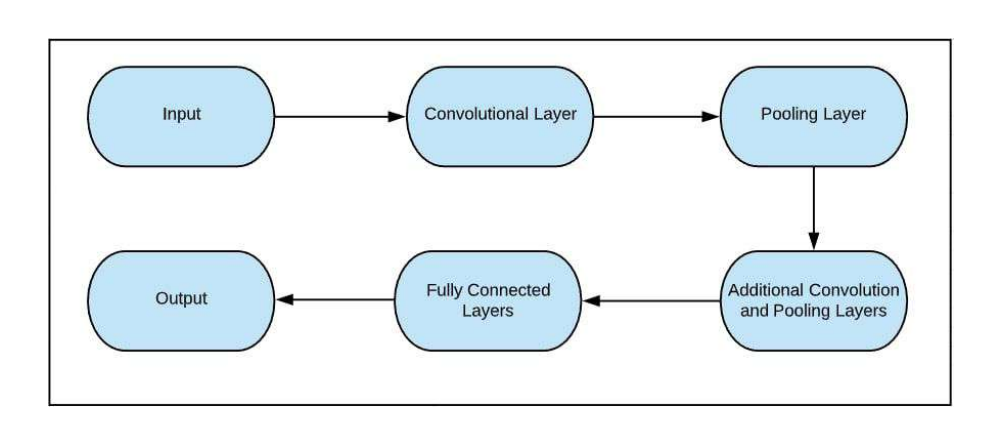 Input
Convolutional Layer
Pooling Layer
Additional Convolution
and Pooling Layers
Fully Connected
Layers
Output